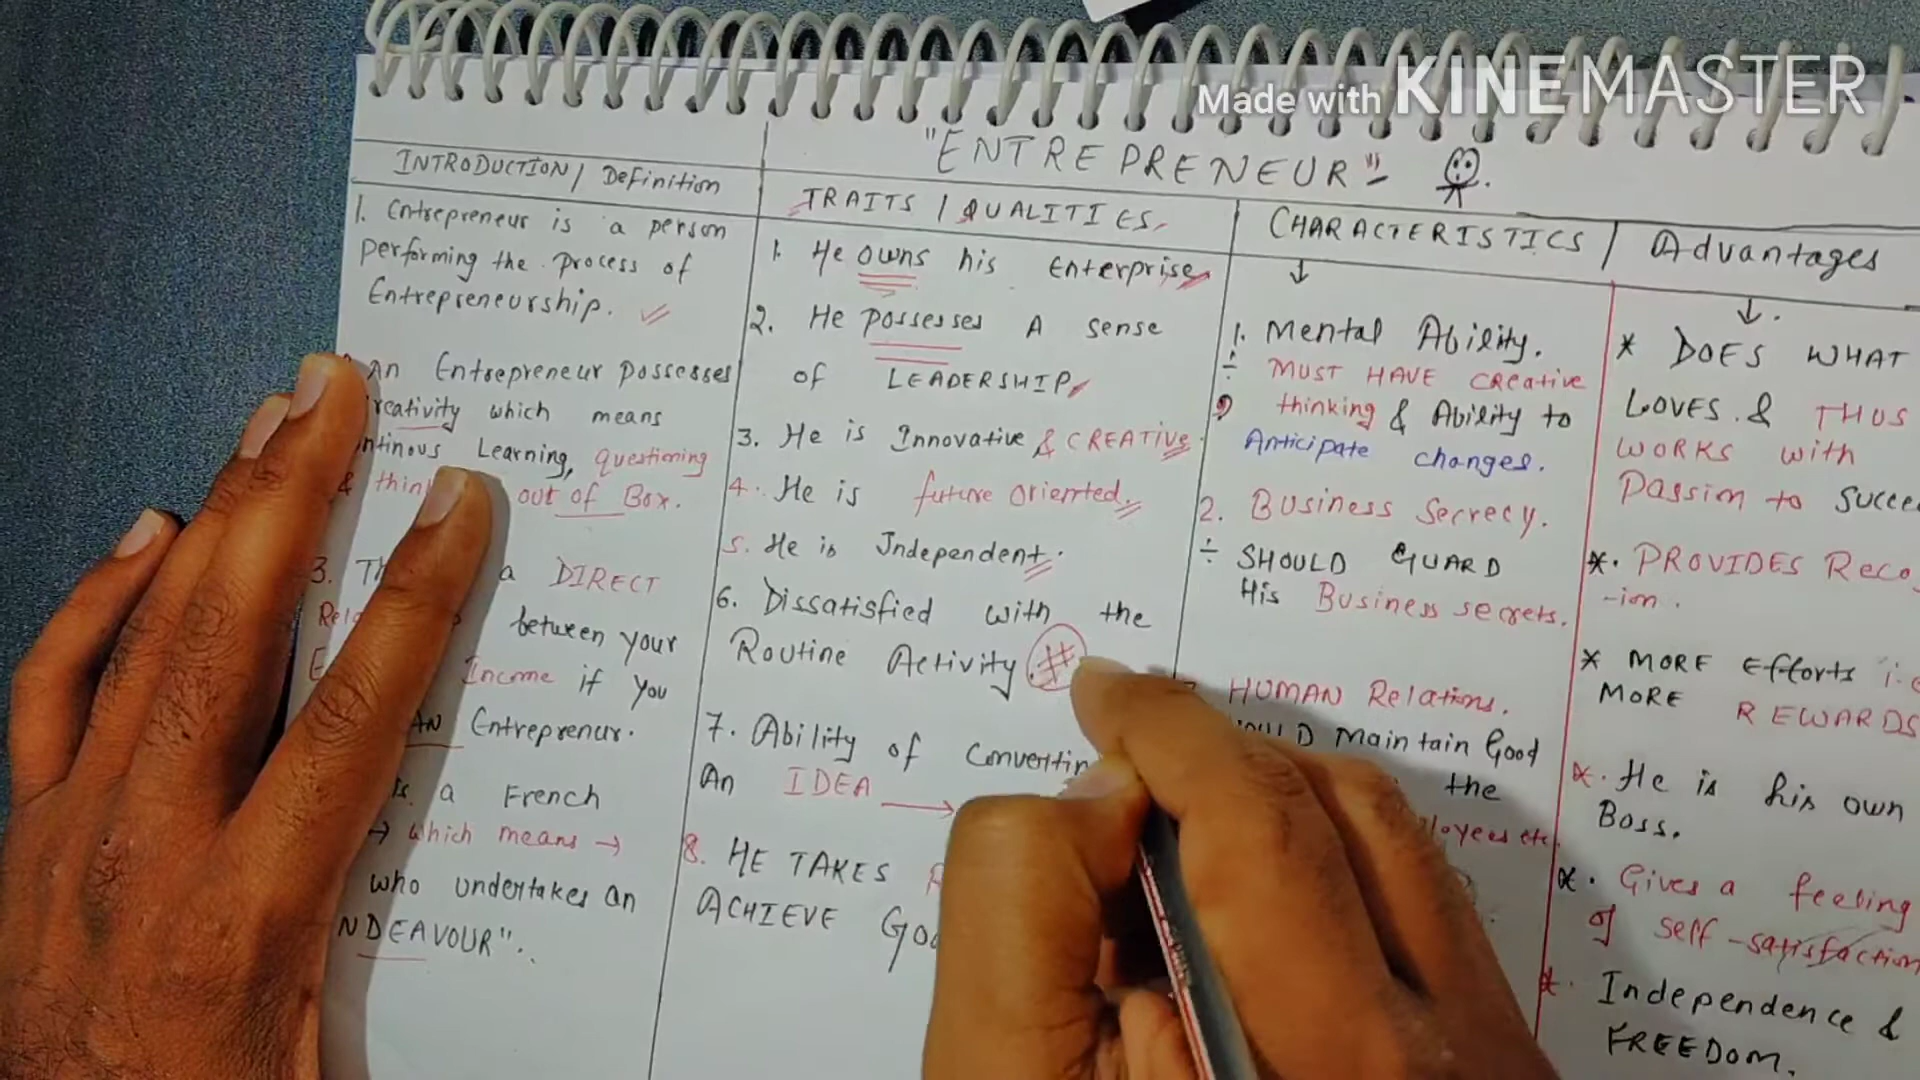 Made with KINEMASTER
"ENTREPRENEUR"
INTRODUCTION / Definition
1. Entrepreneur is a person
performing the process of
Entrepreneurship.
An Entrepreneur possesses
which means
Learning, questioning
& out of Box.
3. a DIRECT
between your
Income if you
AN Entreprenur.
a French
→ which means →
who undertakes an
NDEAVOUR".
TRAITS / QUALITIES
1. He owns his Enterprise
2. He possesses A sense
of LEADERSHIP
3. He is Innovative & CREATIVE
4. He is future oriented
5. He is Independent.
6. Dissatisfied with the
Routine Activity. #
7. Ability of
An IDEA →
8. HE TAKES
ACHIEVE
CHARACTERISTICS /
1. Mental Ability.
÷ MUST HAVE Creative
thinking & Ability to
Anticipate changes.
2. Business Secrecy.
÷ SHOULD GUARD
His Business secrets.
HUMAN Relations.
Maintain Good
the
etc.
Advantages
* DOES WHAT
LOVES. & THUS
WORKS with
Passion to
*. PROVIDES Reco
-ion.
* MORE Efforts i.e
MORE REWARDS
*. He is his own
Boss.
*. Gives a feeling
of self-satisfaction
*. Independence &
FREEDOM.